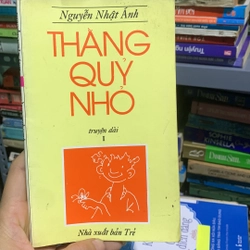 Nguyễn Nhật Ánh
THẰNG
QUỶ
NHỎ
truyện dài
1
Nhà xuất bản Trẻ